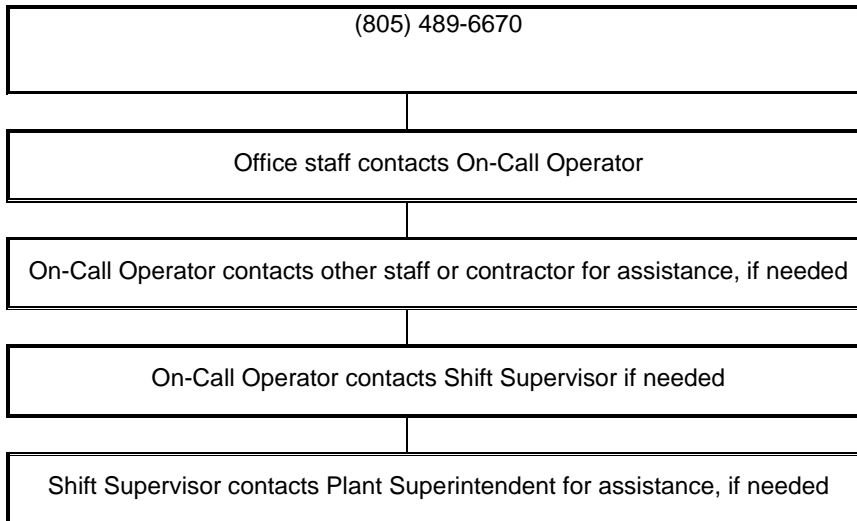 (805) 489-6670
Office staff contacts On-Call Operator
On-Call Operator contacts other staff or contractor for assistance, if needed
On-Call Operator contacts Shift Supervisor if needed
Shift Supervisor contacts Plant Superintendent for assistance, if needed